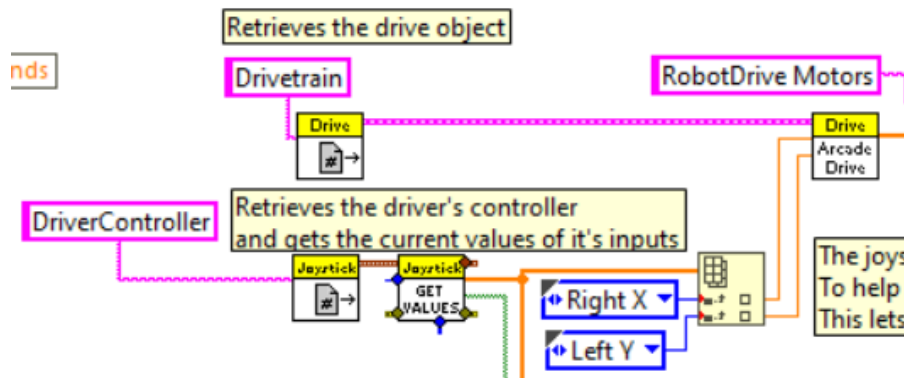 Retrieves the drive object
nds
Drivetrain
RobotDrive Motors
Drive
#
Drive
Arcade
Drive
DriverController
Retrieves the driver's controller
and gets the current values of it's inputs
Joystick
#
Joystick
GET
VALUES
Right X
Left Y
The joys
To help
This lets